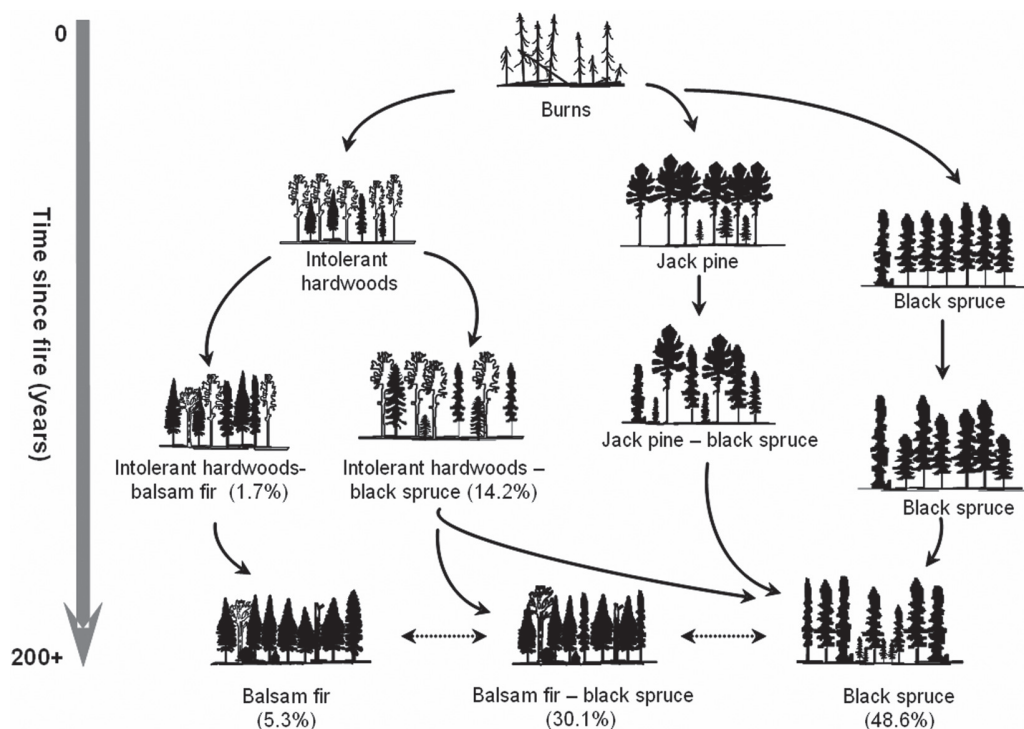 0
Burns
Time since fire (years)
Intolerant
hardwoods
Jack pine
Black spruce
Intolerant hardwoods-
balsam fir (1.7%)
Intolerant hardwoods –
black spruce (14.2%)
Jack pine – black spruce
Black spruce
200+
Balsam fir
(5.3%)
Balsam fir – black spruce
(30.1%)
Black spruce
(48.6%)